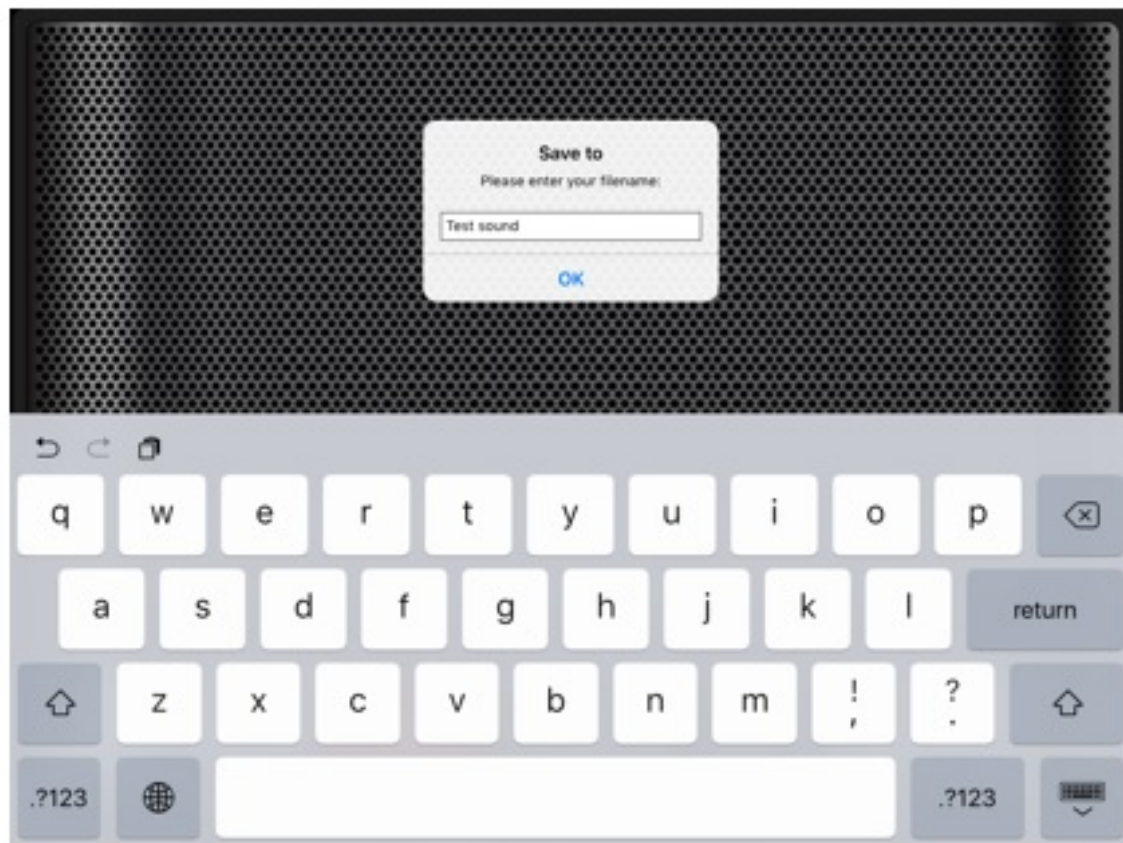 Save to
Please enter your filename:
Test sound
OK
q w e r t y u i o p
a s d f g h j k l return
z x c v b n m ! , ? .
.?123 .?123